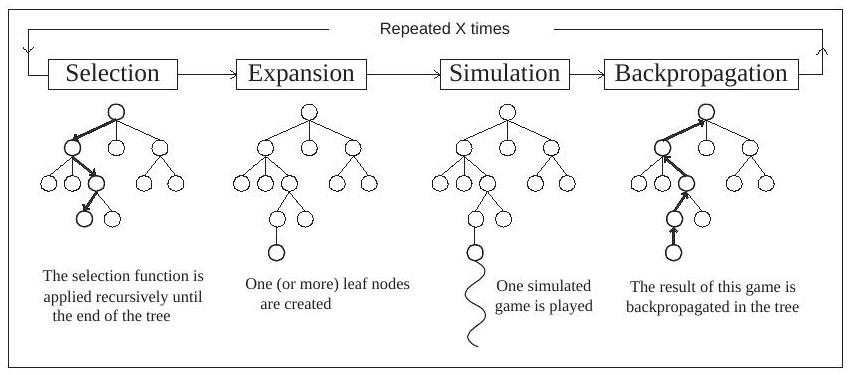 Repeated X times
Selection
Expansion
Simulation
Backpropagation
The selection function is
applied recursively until
the end of the tree
One (or more) leaf nodes
are created
One simulated
game is played
The result of this game is
backpropagated in the tree